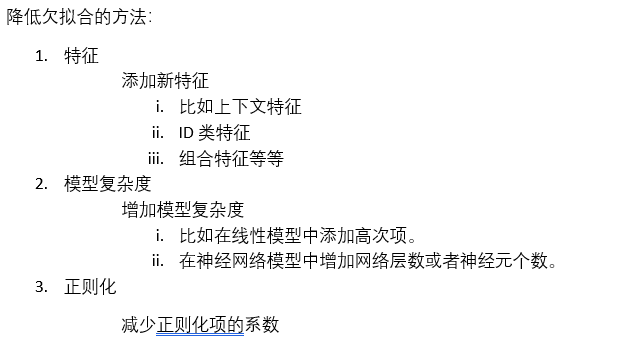 降低欠拟合的方法：
1. 特征
添加新特征
i. 比如上下文特征
ii. ID 类特征
iii. 组合特征等等
2. 模型复杂度
增加模型复杂度
i. 比如在线性模型中添加高次项。
ii. 在神经网络模型中增加网络层数或者神经元个数。
3. 正则化
减少正则化项的系数